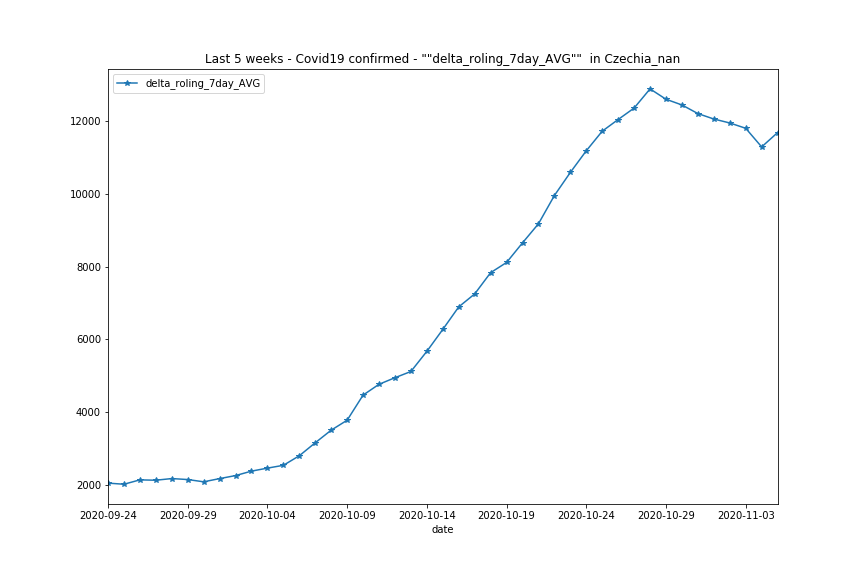 Last 5 weeks - Covid19 confirmed - ""delta_roling_7day_AVG""  in Czechia_nan
delta_roling_7day_AVG
12000
10000
8000
6000
4000
2000
2020-09-24 2020-09-29 2020-10-04 2020-10-09 2020-10-14 2020-10-19 2020-10-24 2020-10-29 2020-11-03
date